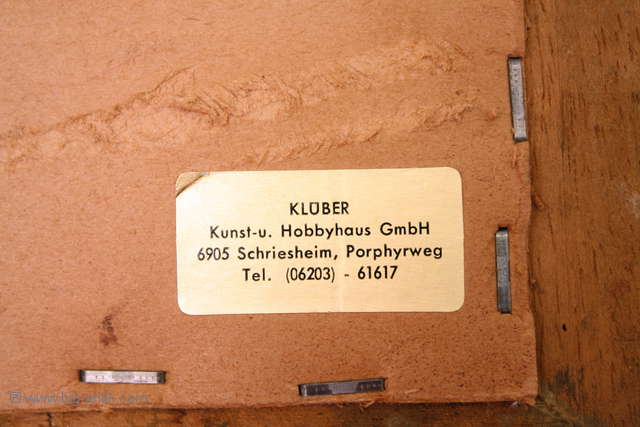 KLÜBER
Kunst-u. Hobbyhaus GmbH
6905 Schriesheim, Porphyrweg
Tel. (06203) - 61617